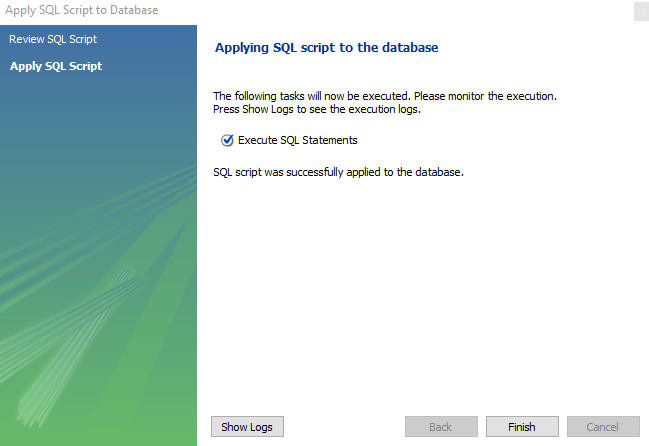 Apply SQL Script to Database
Review SQL Script
Apply SQL Script
Applying SQL script to the database
The following tasks will now be executed. Please monitor the execution.
Press Show Logs to see the execution logs.
Execute SQL Statements
SQL script was successfully applied to the database.
Show Logs
Back
Finish
Cancel